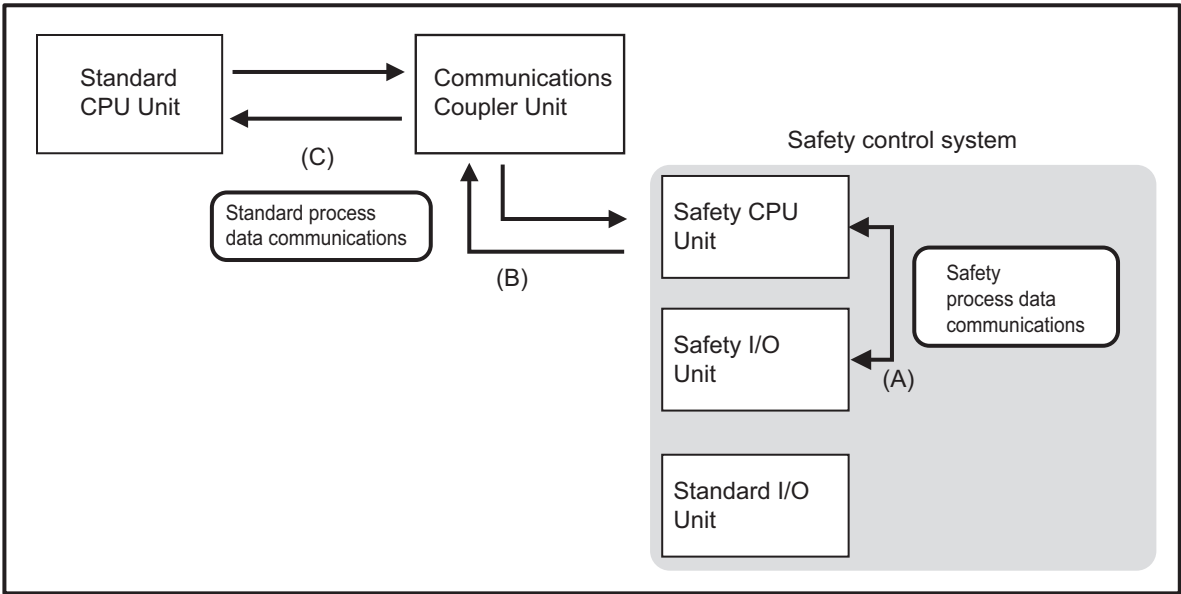 Standard
CPU Unit
Communications
Coupler Unit
(C)
Standard process
data communications
(B)
Safety control system
Safety CPU
Unit
Safety
process data
communications
Safety I/O
Unit
(A)
Standard I/O
Unit